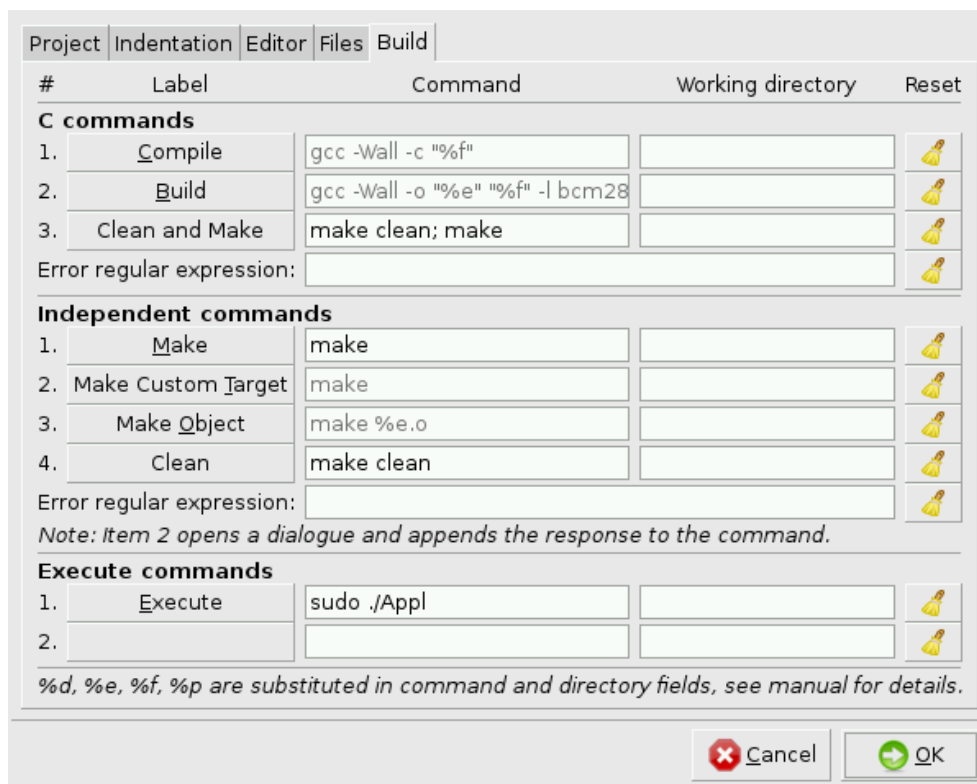 Project Indentation Editor Files Build
# Label Command Working directory Reset
C commands
1. Compile gcc -Wall -c "%f"
2. Build gcc -Wall -o "%e" "%f" -l bcm28
3. Clean and Make make clean; make
Error regular expression:
Independent commands
1. Make make
2. Make Custom Target make
3. Make Object make %e.o
4. Clean make clean
Error regular expression:
Note: Item 2 opens a dialogue and appends the response to the command.
Execute commands
1. Execute sudo ./Appl
2.
%d, %e, %f, %p are substituted in command and directory fields, see manual for details.
Cancel OK